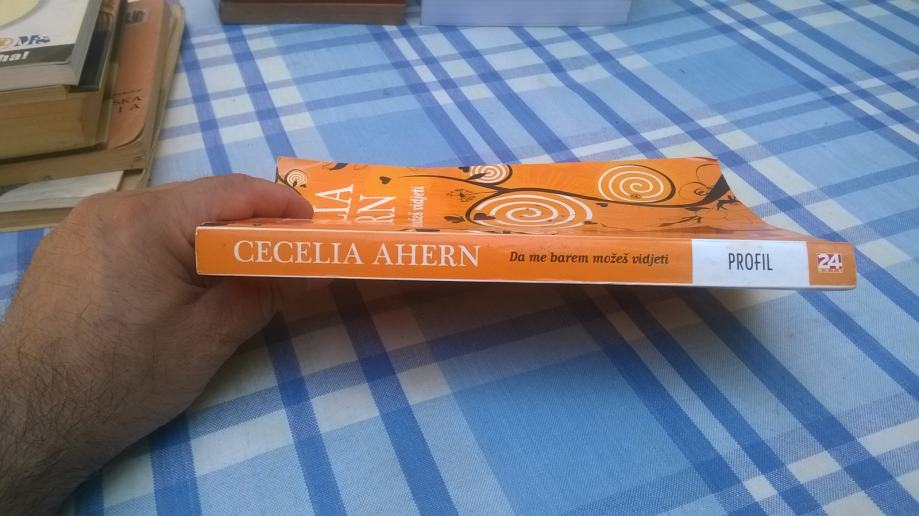 CECELIA AHERN
Da me barem možeš vidjeti
PROFIL
24